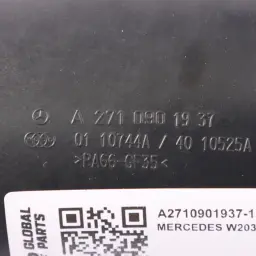 A 271 090 19 37
01 10744A / 40 10525A
>PA66-GF35<
GLOBAL
PARTS
A2710901937-1
MERCEDES W203